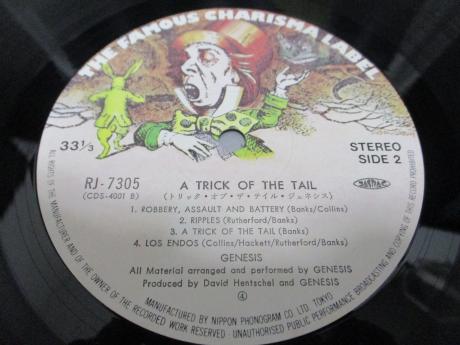 THE FAMOUS CHARISMA LABEL
33 1/3
STEREO
SIDE 2
RJ-7305
(CDS-4001 B)
A TRICK OF THE TAIL
(トリック・オブ・ザ・テイル・ジェネシス)
1. ROBBERY, ASSAULT AND BATTERY (Banks/Collins)
2. RIPPLES (Rutherford/Banks)
3. A TRICK OF THE TAIL (Banks)
4. LOS ENDOS (Collins/Hackett/Rutherford/Banks)
GENESIS
All Material arranged and performed by GENESIS
Produced by David Hentschel and GENESIS
④
MANUFACTURED BY NIPPON PHONOGRAM CO. LTD. TOKYO.
ALL RIGHTS OF THE MANUFACTURER AND OF THE OWNER OF THE RECORDED WORK RESERVED · UNAUTHORISED PUBLIC PERFORMANCE BROADCASTING AND COPYING OF THIS RECORD PROHIBITED